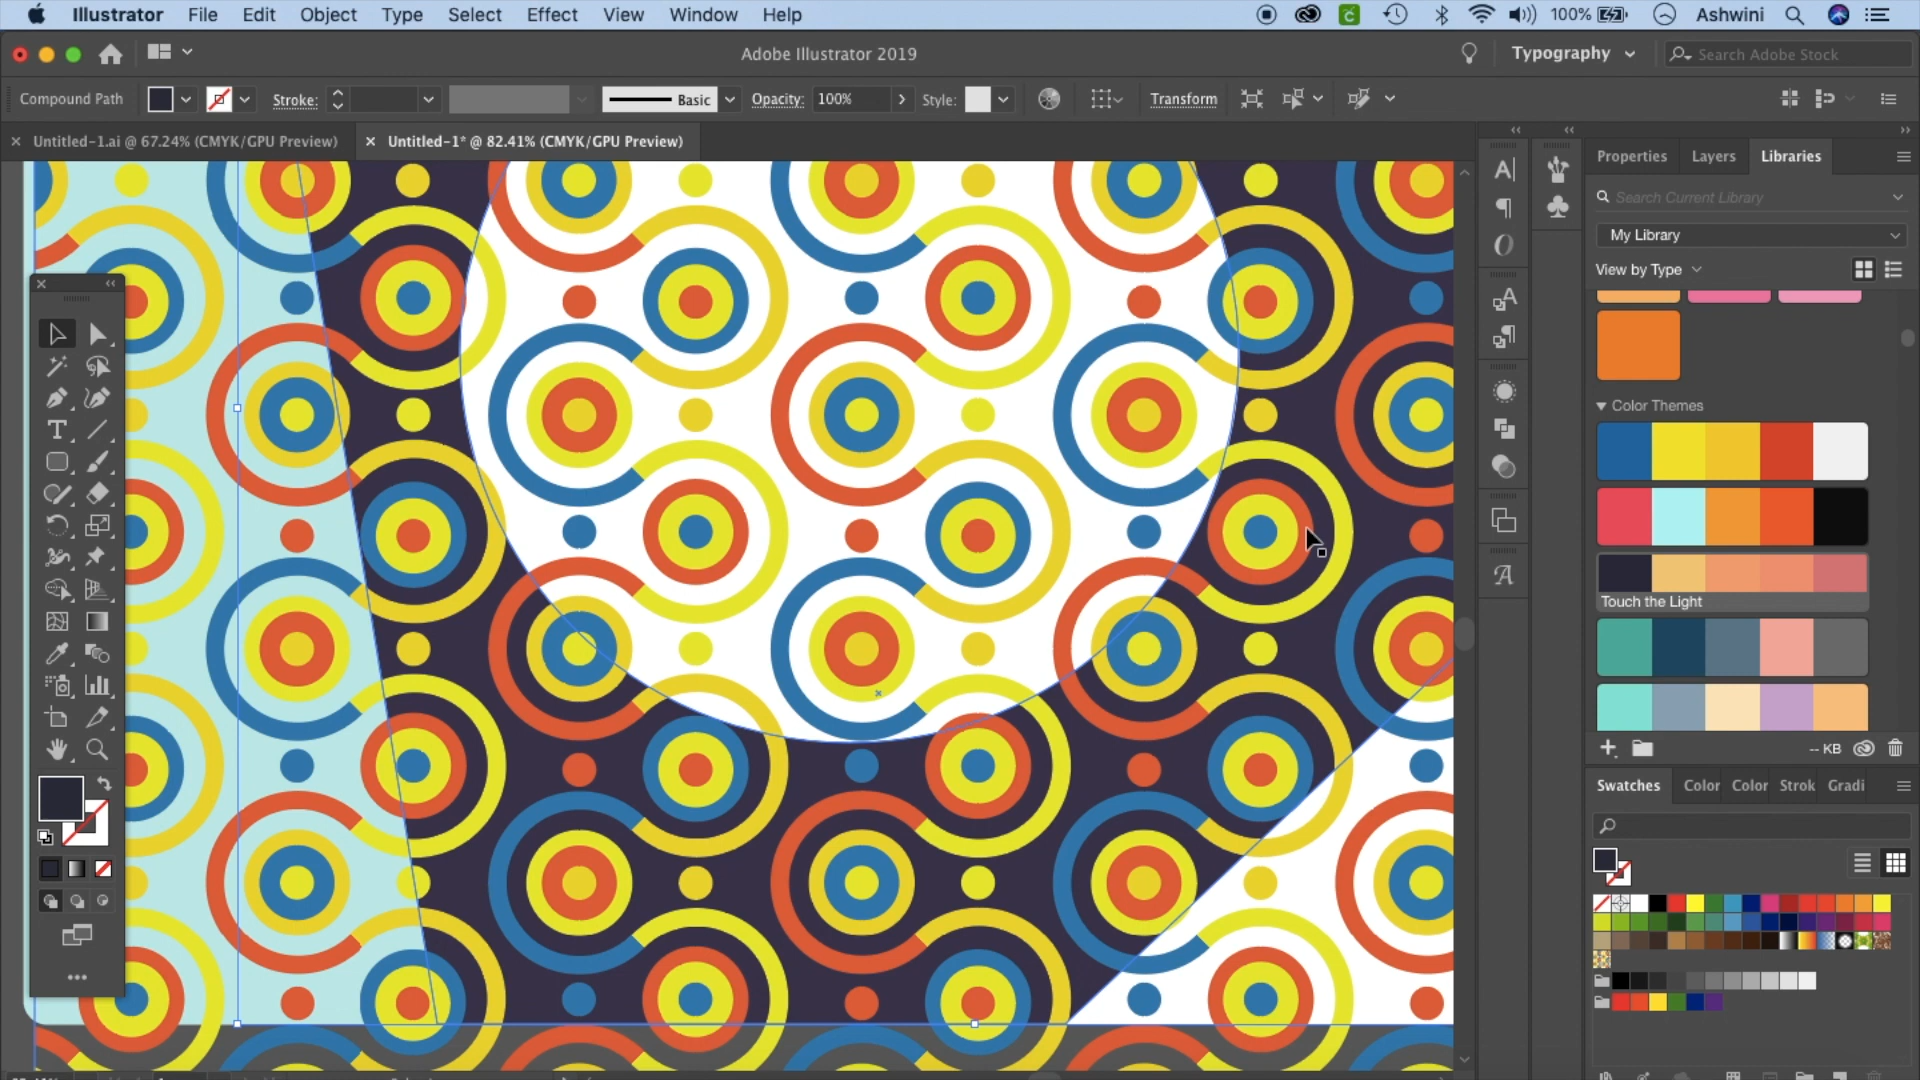 Illustrator File Edit Object Type Select Effect View Window Help 100% Ashwini
Adobe Illustrator 2019 Typography Search Adobe Stock
Compound Path Stroke: Basic Opacity: 100% Style: Transform
Untitled-1.ai @ 67.24% (CMYK/GPU Preview) Untitled-1* @ 82.41% (CMYK/GPU Preview)
Properties Layers Libraries
Search Current Library
My Library
View by Type
Color Themes
Touch the Light
-- KB
Swatches Color Color Strok Gradi